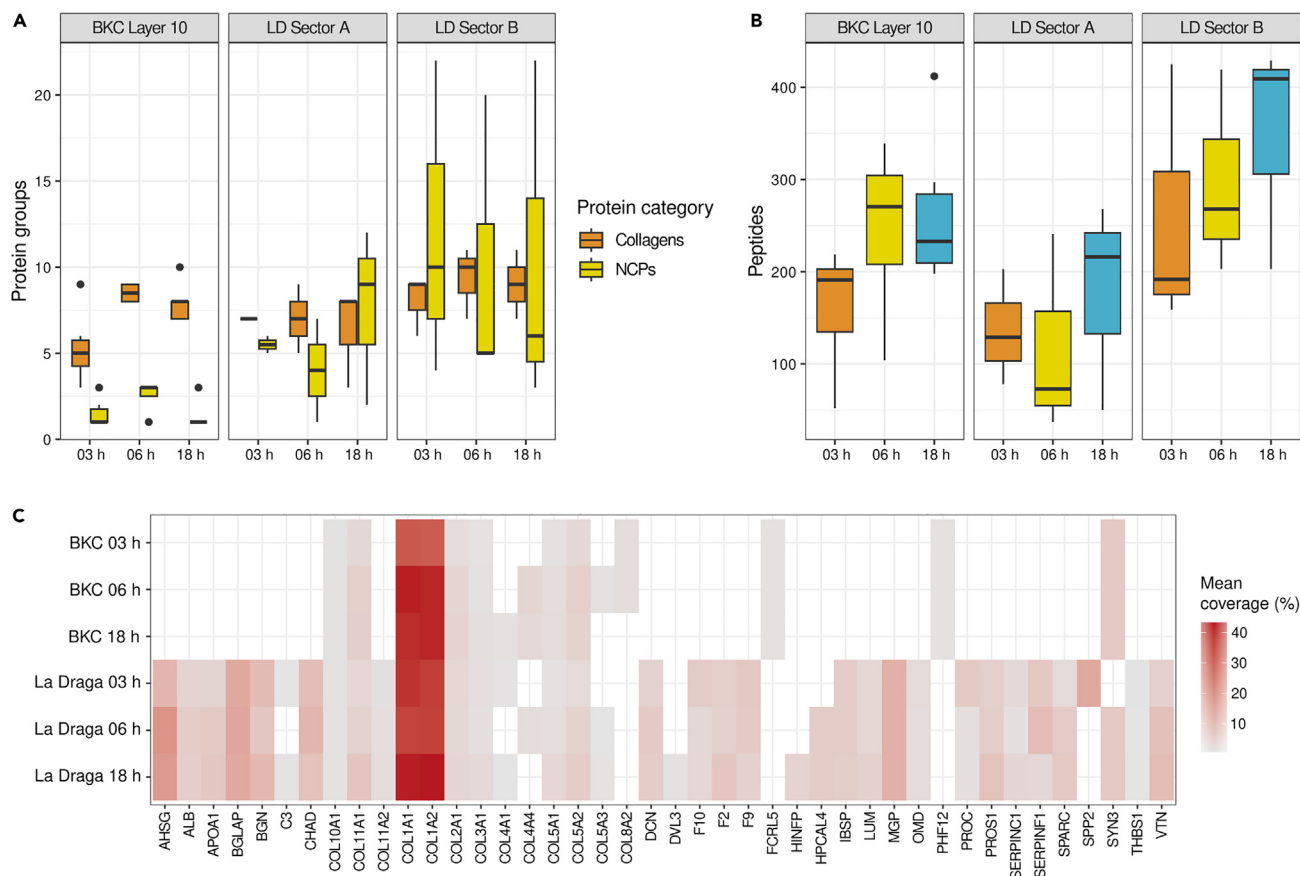 A
BKC Layer 10 LD Sector A LD Sector B
Protein groups
20
15
10
5
0
03 h 06 h 18 h 03 h 06 h 18 h 03 h 06 h 18 h
Protein category
Collagens
NCPs
B
BKC Layer 10 LD Sector A LD Sector B
Peptides
400
300
200
100
03 h 06 h 18 h 03 h 06 h 18 h 03 h 06 h 18 h
C
BKC 03 h
BKC 06 h
BKC 18 h
La Draga 03 h
La Draga 06 h
La Draga 18 h
AHSG ALB APOA1 BGLAP BGN C3 CHAD COL10A1 COL11A1 COL11A2 COL1A1 COL1A2 COL2A1 COL3A1 COL4A1 COL4A4 COL5A1 COL5A2 COL5A3 COL8A2 DCN DVL3 F10 F2 F9 FCRL5 HINFP HPCAL4 IBSP LUM MGP OMD PHF12 PROC PROS1 SERPINC1 SERPINF1 SPARC SPP2 SYN3 THBS1 VTN
Mean
coverage (%)
40
30
20
10